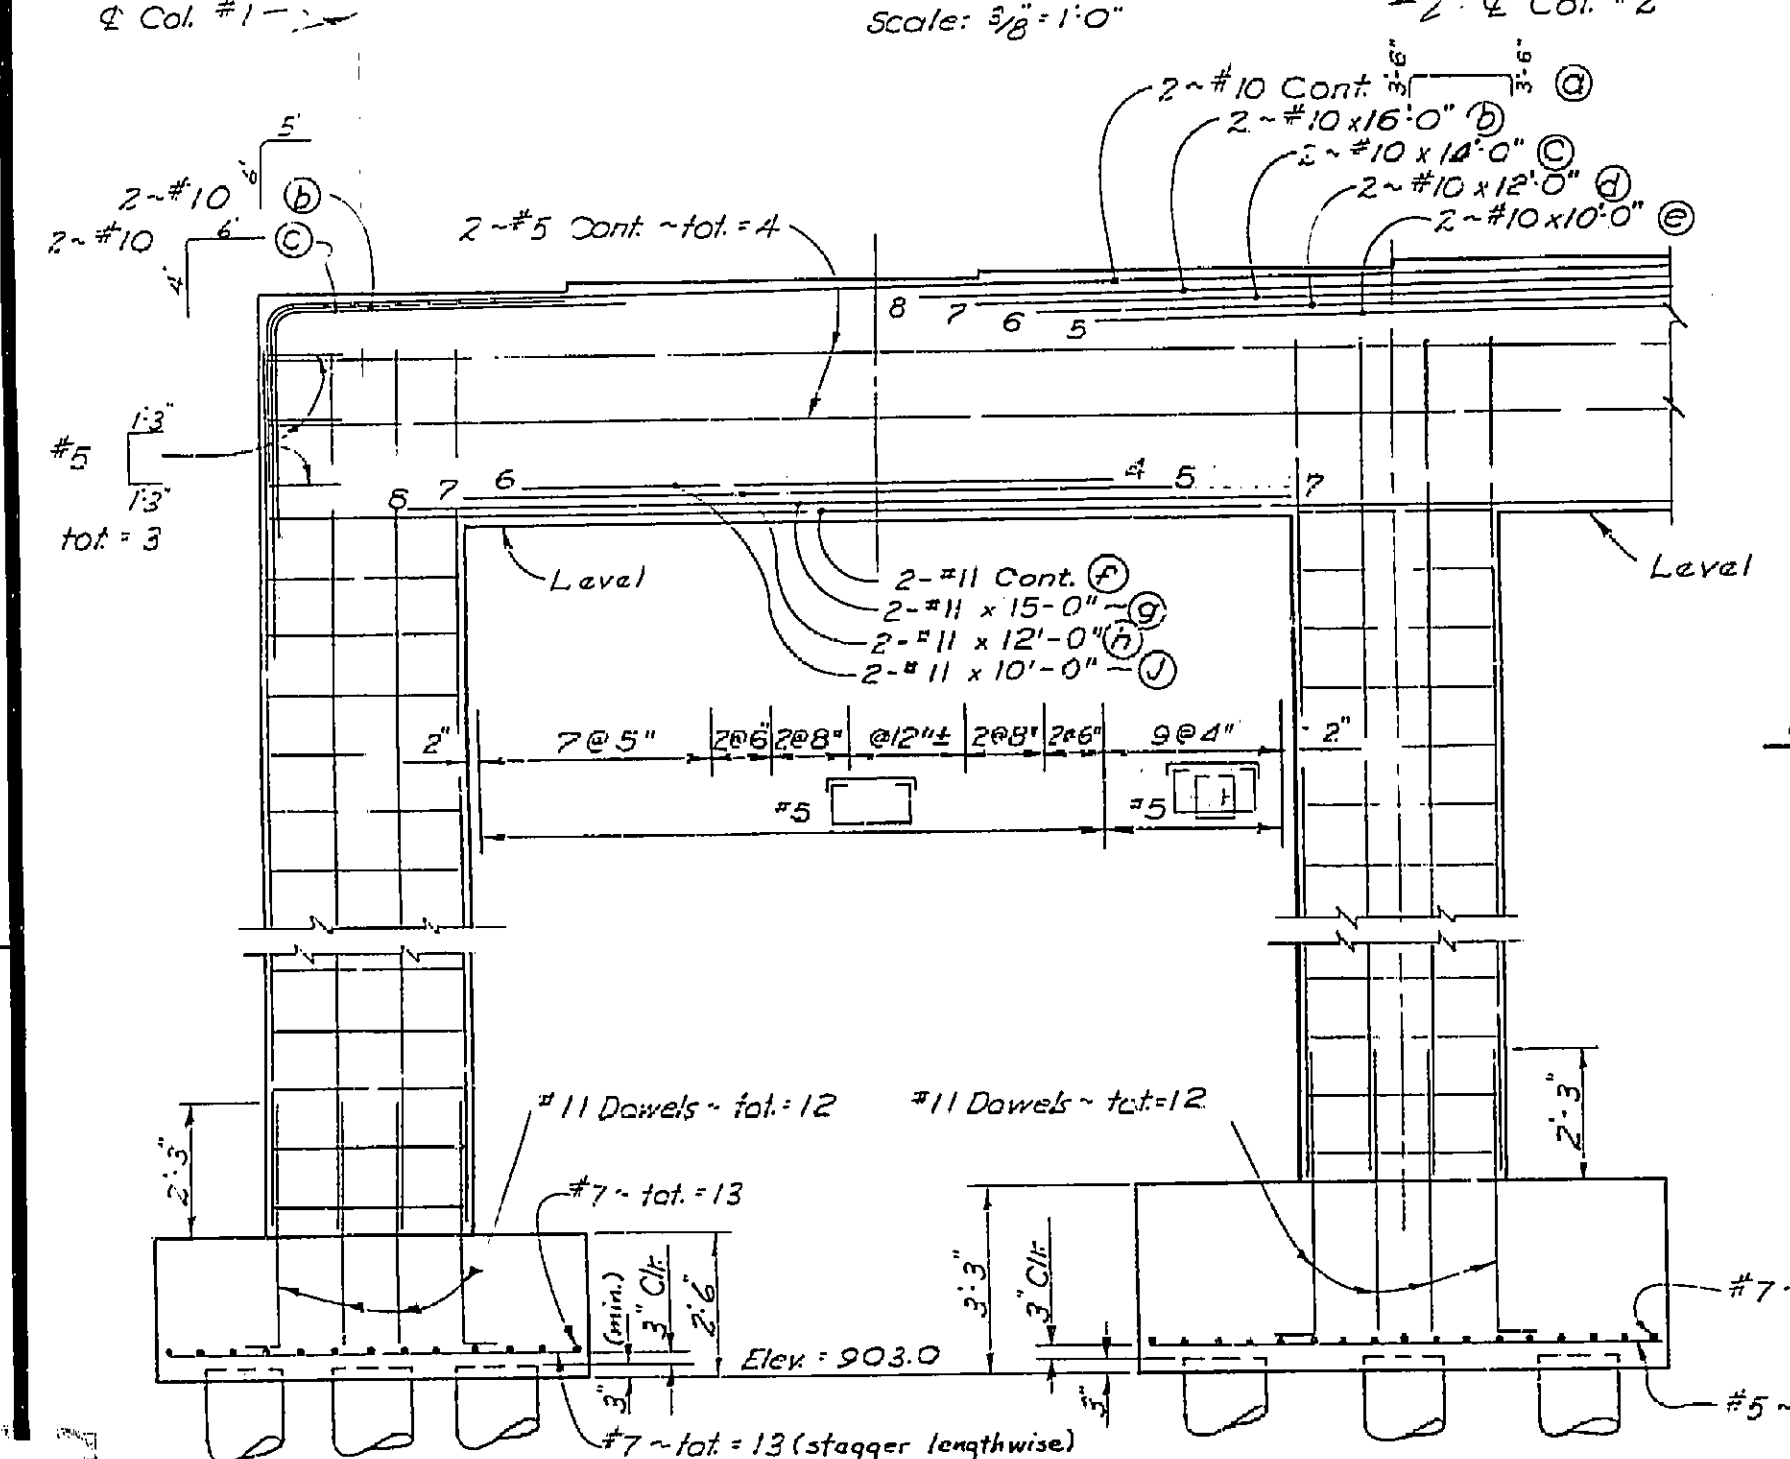 ℄ Col. #1
Scale: 3/8" = 1'-0"
℄ Col. #2
2~#10 Cont. 3'-6" 3'-6" ⓐ
2~#10 x16'-0" ⓑ
2~#10 x 14'-0" ⓒ
2~#10 x12'-0" ⓓ
2~#10 x10'-0" ⓔ
5'
6'
2~#10 ⓑ
2~#10 6' ⓒ
4'
2~#5 Cont. ~tot. = 4
8 7 6 5
1'-3"
#5
1'-3"
tot. = 3
8 7 6 4 5 7
Level
Level
2-#11 Cont. ⓕ
2-#11 x 15-0"~ⓖ
2-#11 x 12'-0"ⓗ
2-#11 x 10'-0"~Ⓙ
2" 7@5" 2@6" 2@8" @12"± 2@8" 2@6" 9@4" 2"
#5 #5
#11 Dowels ~ tot. = 12
#11 Dowels ~ tot.=12
2'-3"
2'-3"
#7~ tot. = 13
(min.)
3" Clr.
2'-6"
3"
3'-3"
3" Clr.
3"
Elev. = 903.0
#7~
#5~
#7~tot. = 13 (stagger lengthwise)